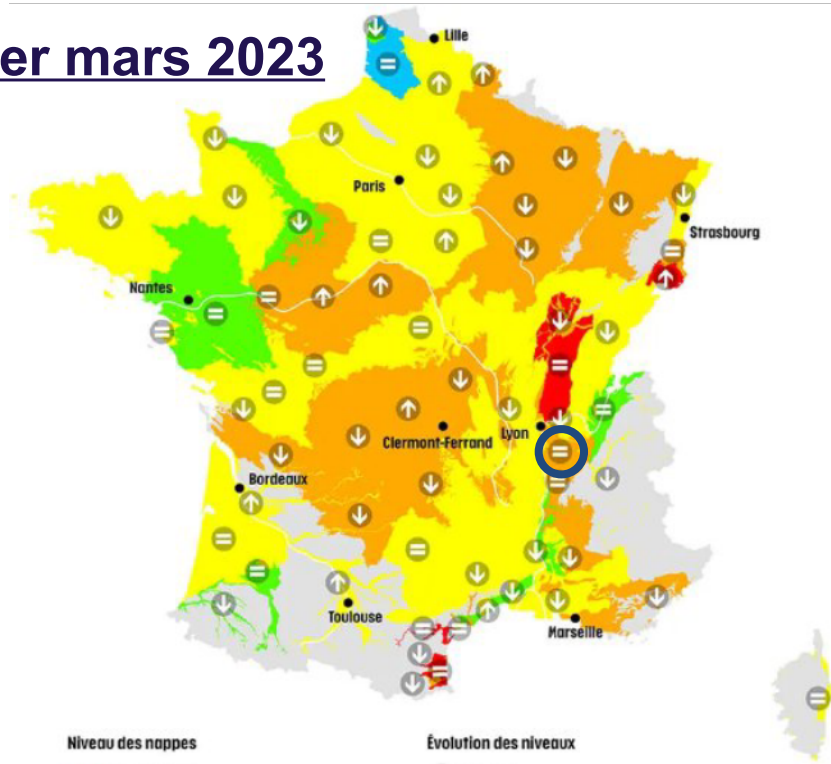 er mars 2023
Lille
Paris
Strasbourg
Nantes
Lyon
Clermont-Ferrand
Bordeaux
Toulouse
Marseille
Niveau des nappes
Évolution des niveaux